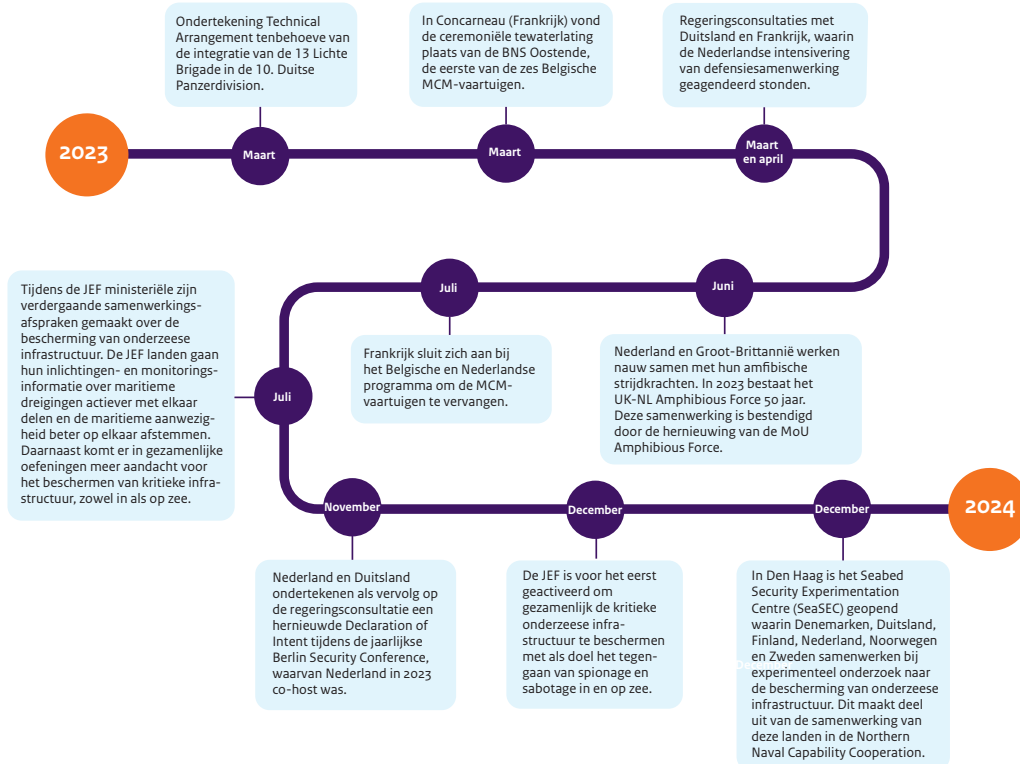 2023
Maart
Ondertekening Technical
Arrangement tenbehoeve van
de integratie van de 13 Lichte
Brigade in de 10. Duitse
Panzerdivision.
Maart
In Concarneau (Frankrijk) vond
de ceremoniële tewaterlating
plaats van de BNS Oostende,
de eerste van de zes Belgische
MCM-vaartuigen.
Maart
en april
Regeringsconsultaties met
Duitsland en Frankrijk, waarin
de Nederlandse intensivering
van defensiesamenwerking
geagendeerd stonden.
Juni
Nederland en Groot-Brittannië werken
nauw samen met hun amfibische
strijdkrachten. In 2023 bestaat het
UK-NL Amphibious Force 50 jaar.
Deze samenwerking is bestendigd
door de hernieuwing van de MoU
Amphibious Force.
Juli
Frankrijk sluit zich aan bij
het Belgische en Nederlandse
programma om de MCM-
vaartuigen te vervangen.
Juli
Tijdens de JEF ministeriële zijn
verdergaande samenwerkings-
afspraken gemaakt over de
bescherming van onderzeese
infrastructuur. De JEF landen gaan
hun inlichtingen- en monitorings-
informatie over maritieme
dreigingen actiever met elkaar
delen en de maritieme aanwezig-
heid beter op elkaar afstemmen.
Daarnaast komt er in gezamenlijke
oefeningen meer aandacht voor
het beschermen van kritieke infra-
structuur, zowel in als op zee.
November
Nederland en Duitsland
ondertekenen als vervolg op
de regeringsconsultatie een
hernieuwde Declaration of
Intent tijdens de jaarlijkse
Berlin Security Conference,
waarvan Nederland in 2023
co-host was.
December
De JEF is voor het eerst
geactiveerd om
gezamenlijk de kritieke
onderzeese infra-
structuur te beschermen
met als doel het tegen-
gaan van spionage en
sabotage in en op zee.
December
In Den Haag is het Seabed
Security Experimentation
Centre (SeaSEC) geopend
waarin Denemarken, Duitsland,
Finland, Nederland, Noorwegen
en Zweden samenwerken bij
experimenteel onderzoek naar
de bescherming van onderzeese
infrastructuur. Dit maakt deel
uit van de samenwerking van
deze landen in de Northern
Naval Capability Cooperation.
2024